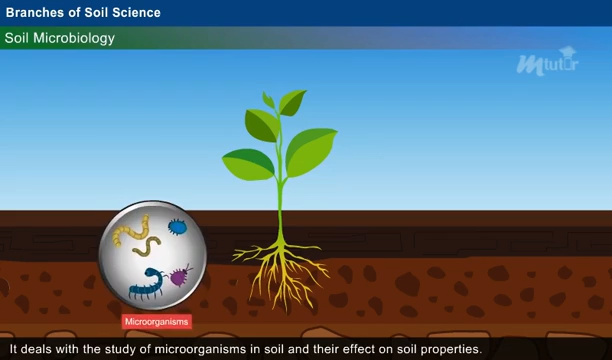 Branches of Soil Science
Soil Microbiology
Mtutor
Microorganisms
It deals with the study of microorganisms in soil and their effect on soil properties.